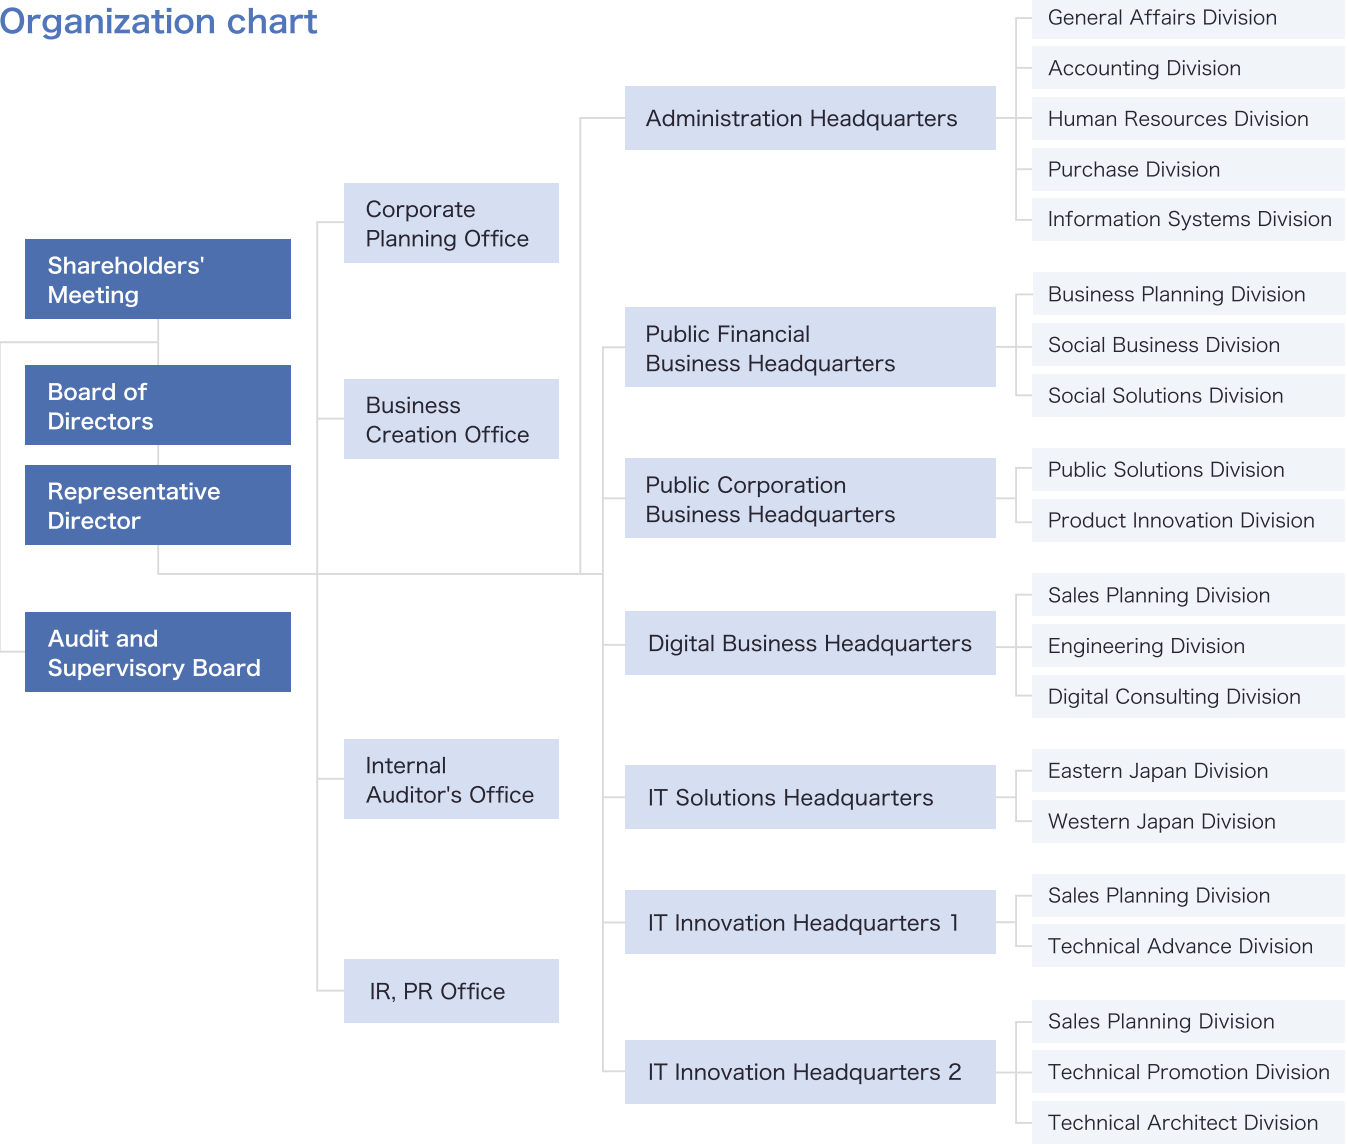 Organization chart
Shareholders'
Meeting
Board of
Directors
Representative
Director
Audit and
Supervisory Board
Corporate
Planning Office
Business
Creation Office
Internal
Auditor's Office
IR, PR Office
Administration Headquarters
General Affairs Division
Accounting Division
Human Resources Division
Purchase Division
Information Systems Division
Public Financial
Business Headquarters
Business Planning Division
Social Business Division
Social Solutions Division
Public Corporation
Business Headquarters
Public Solutions Division
Product Innovation Division
Digital Business Headquarters
Sales Planning Division
Engineering Division
Digital Consulting Division
IT Solutions Headquarters
Eastern Japan Division
Western Japan Division
IT Innovation Headquarters 1
Sales Planning Division
Technical Advance Division
IT Innovation Headquarters 2
Sales Planning Division
Technical Promotion Division
Technical Architect Division